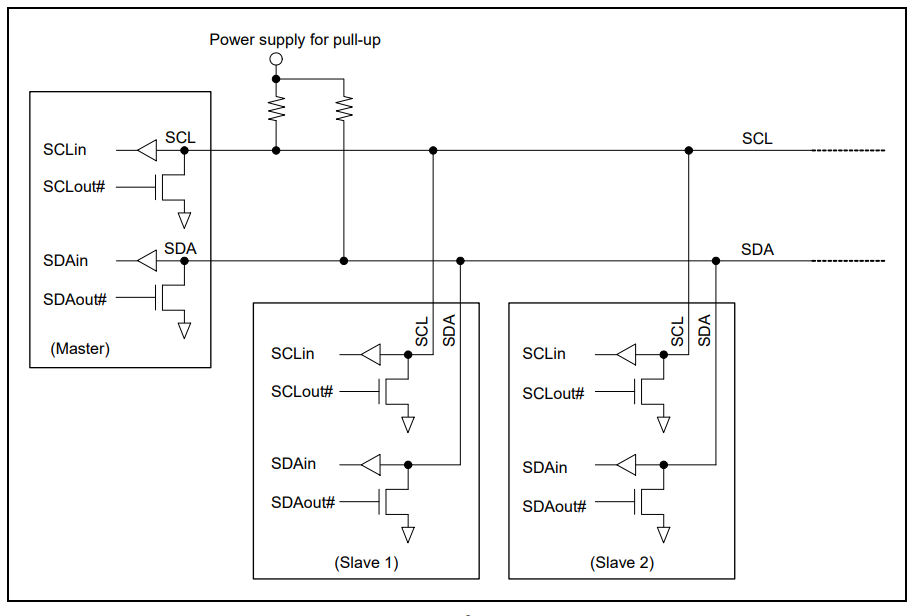 Power supply for pull-up
SCL
SCLin
SCLout#
SDA
SDAin
SDAout#
(Master)
SCL
SDA
SCL
SDA
SCLin
SCLout#
SDAin
SDAout#
(Slave 1)
SCL
SDA
SCLin
SCLout#
SDAin
SDAout#
(Slave 2)